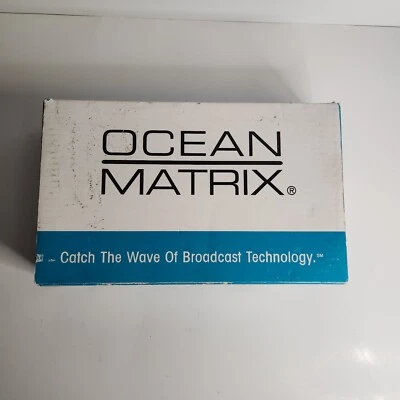 OCEAN
MATRIX®
Catch The Wave Of Broadcast Technology.℠